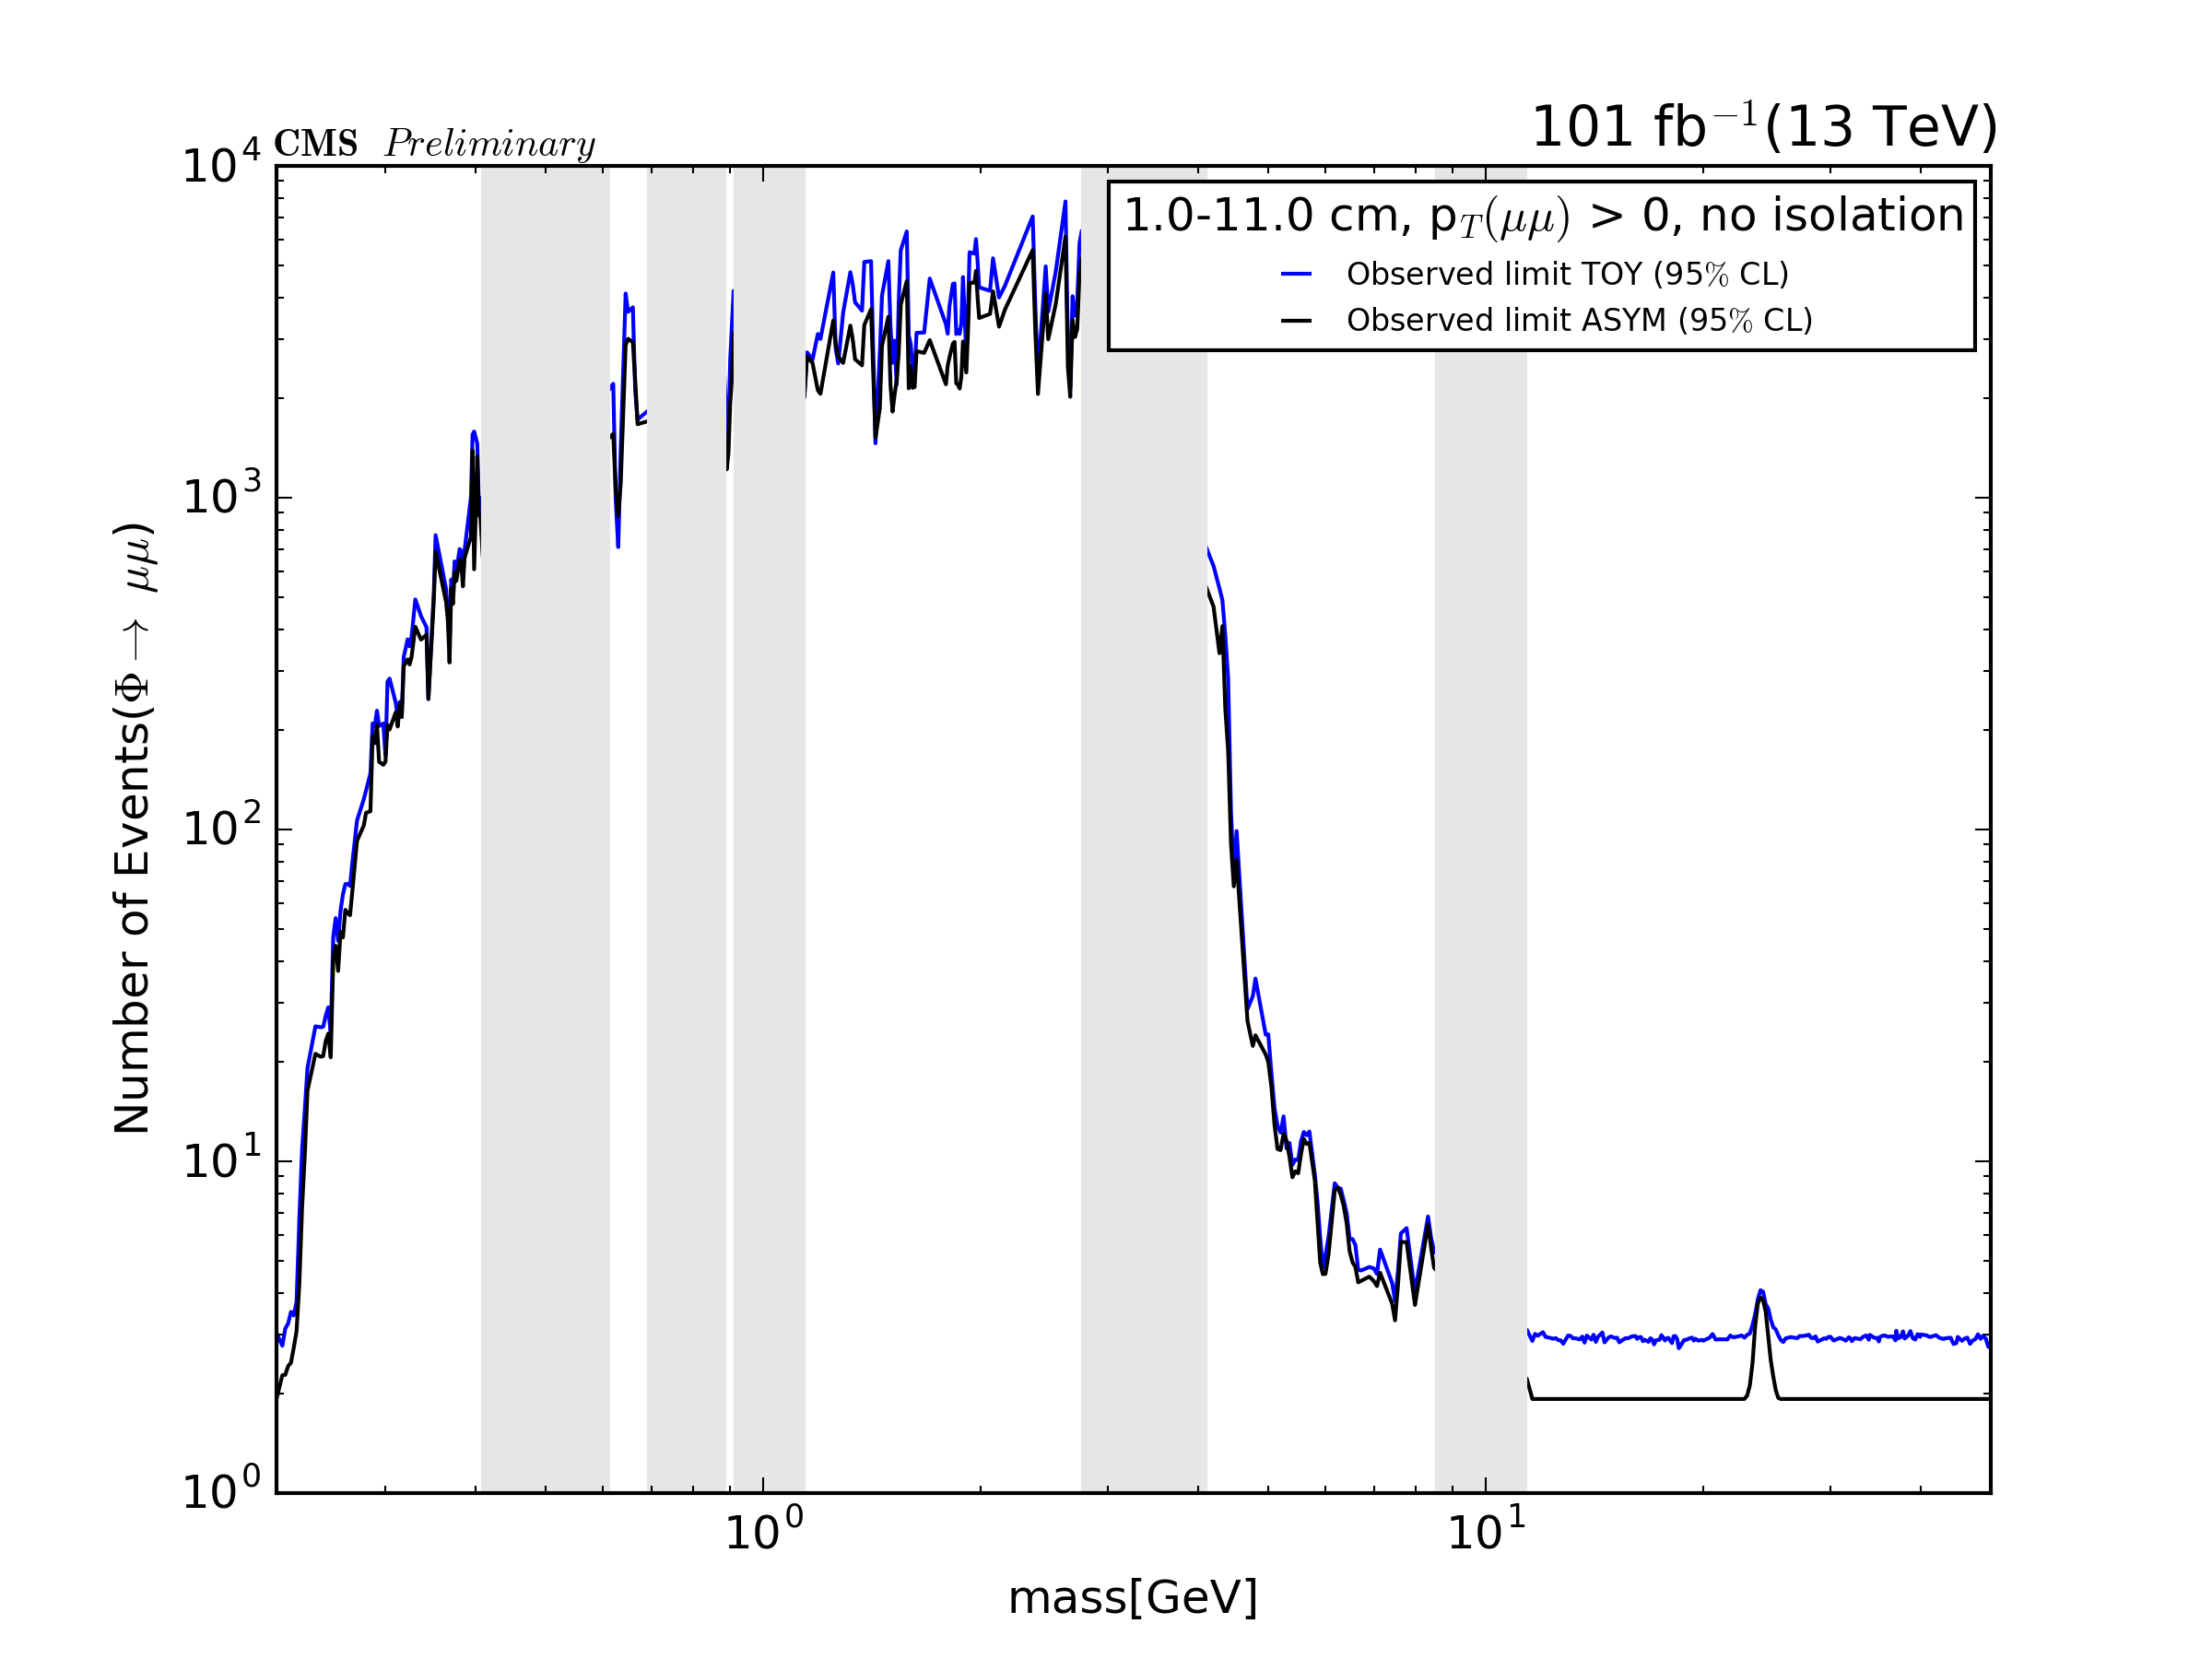 CMS Preliminary
101 fb⁻¹(13 TeV)
1.0-11.0 cm, p_T(μμ) > 0, no isolation
Observed limit TOY (95% CL)
Observed limit ASYM (95% CL)
Number of Events(Φ → μμ)
10⁴
10³
10²
10¹
10⁰
10⁰ 10¹
mass[GeV]